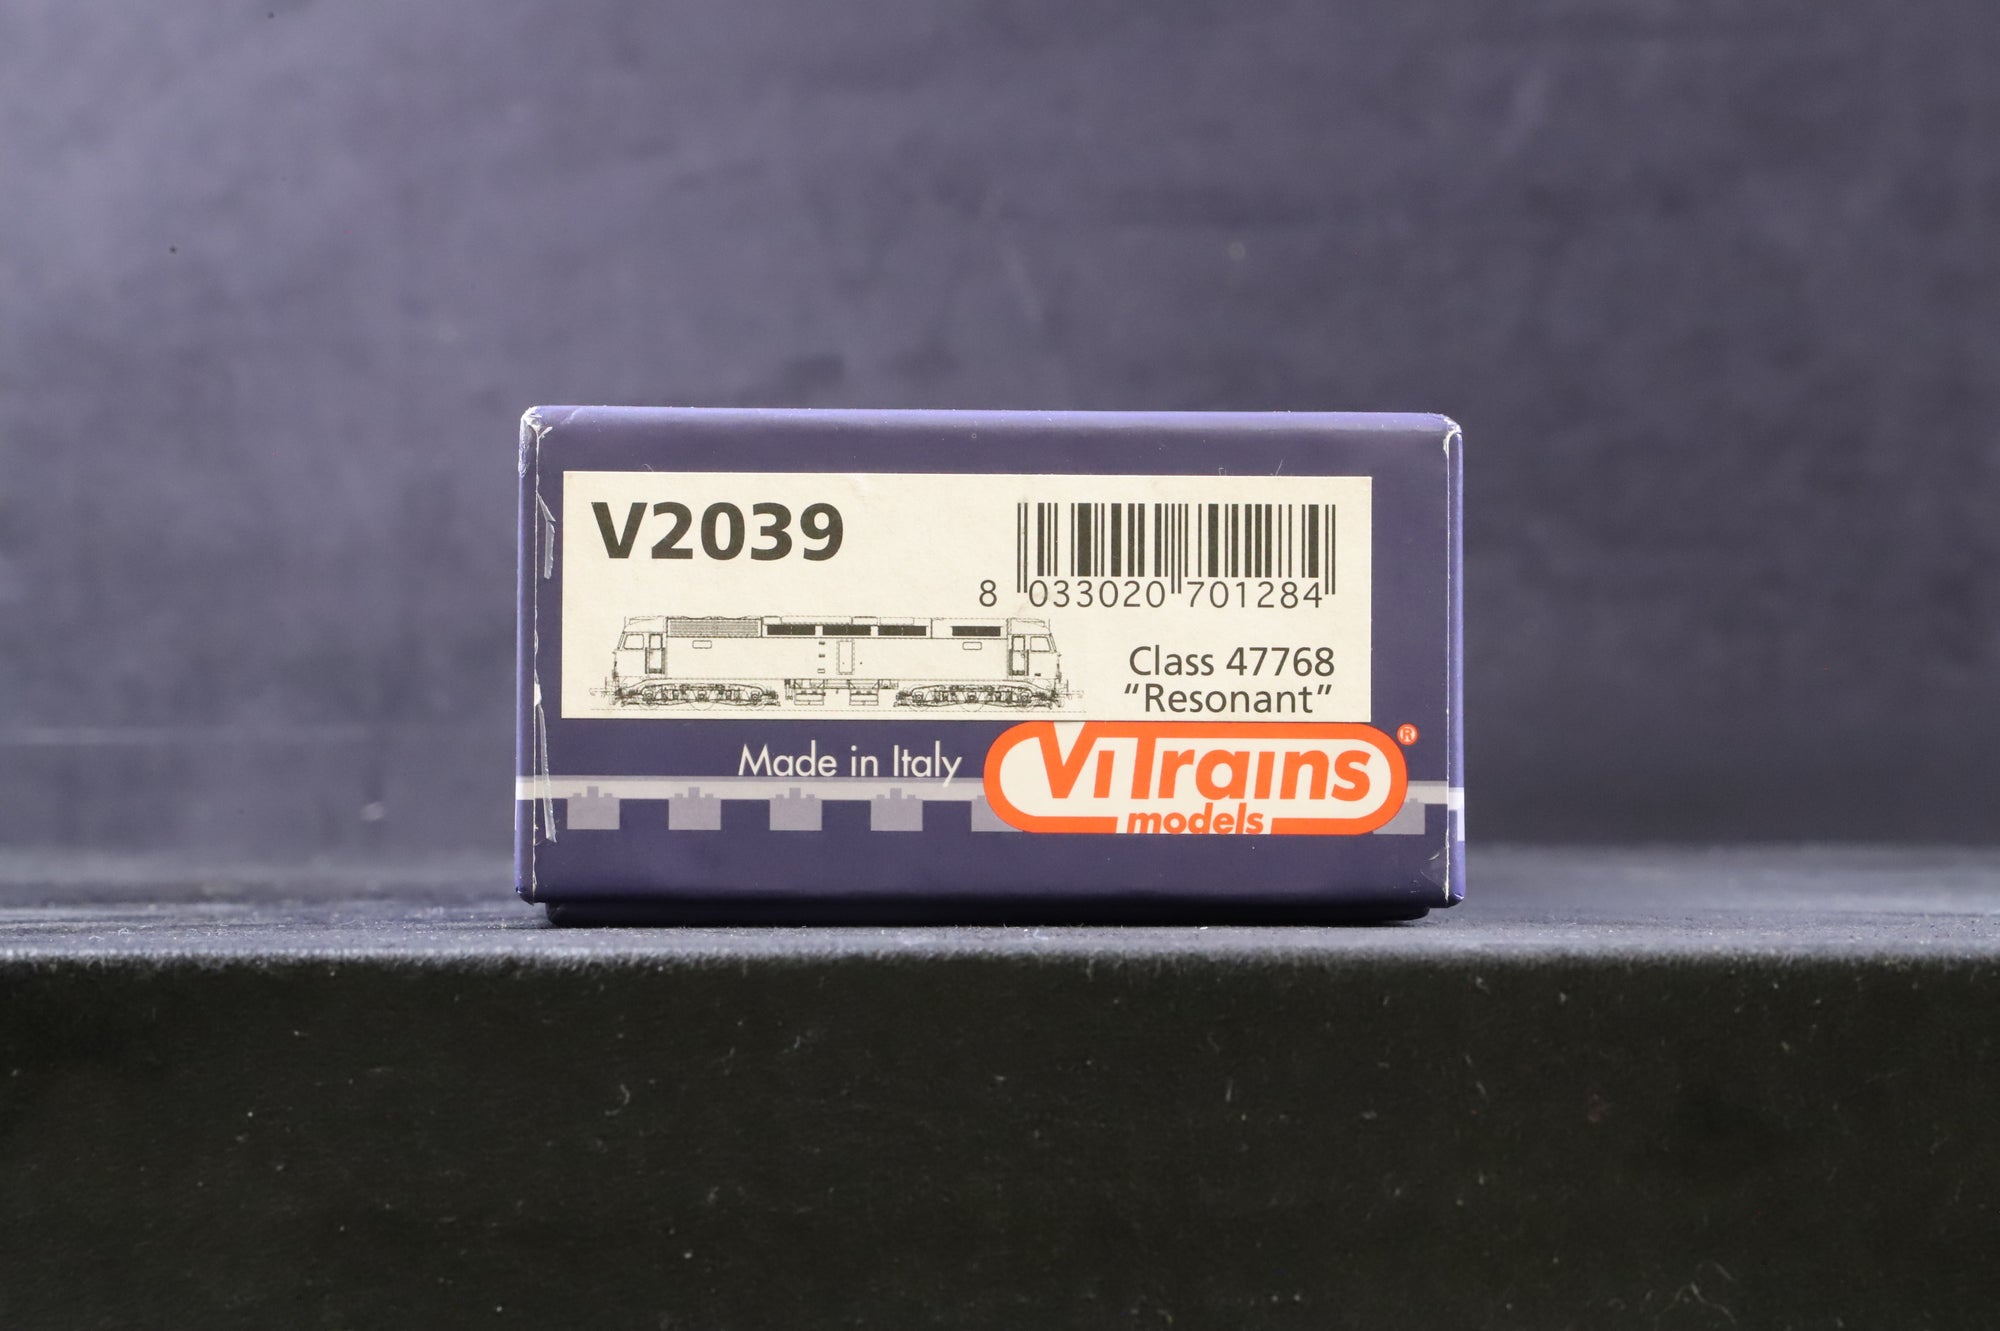 V2039
8 033020 701284
Class 47768
“Resonant”
Made in Italy
ViTrains®
models